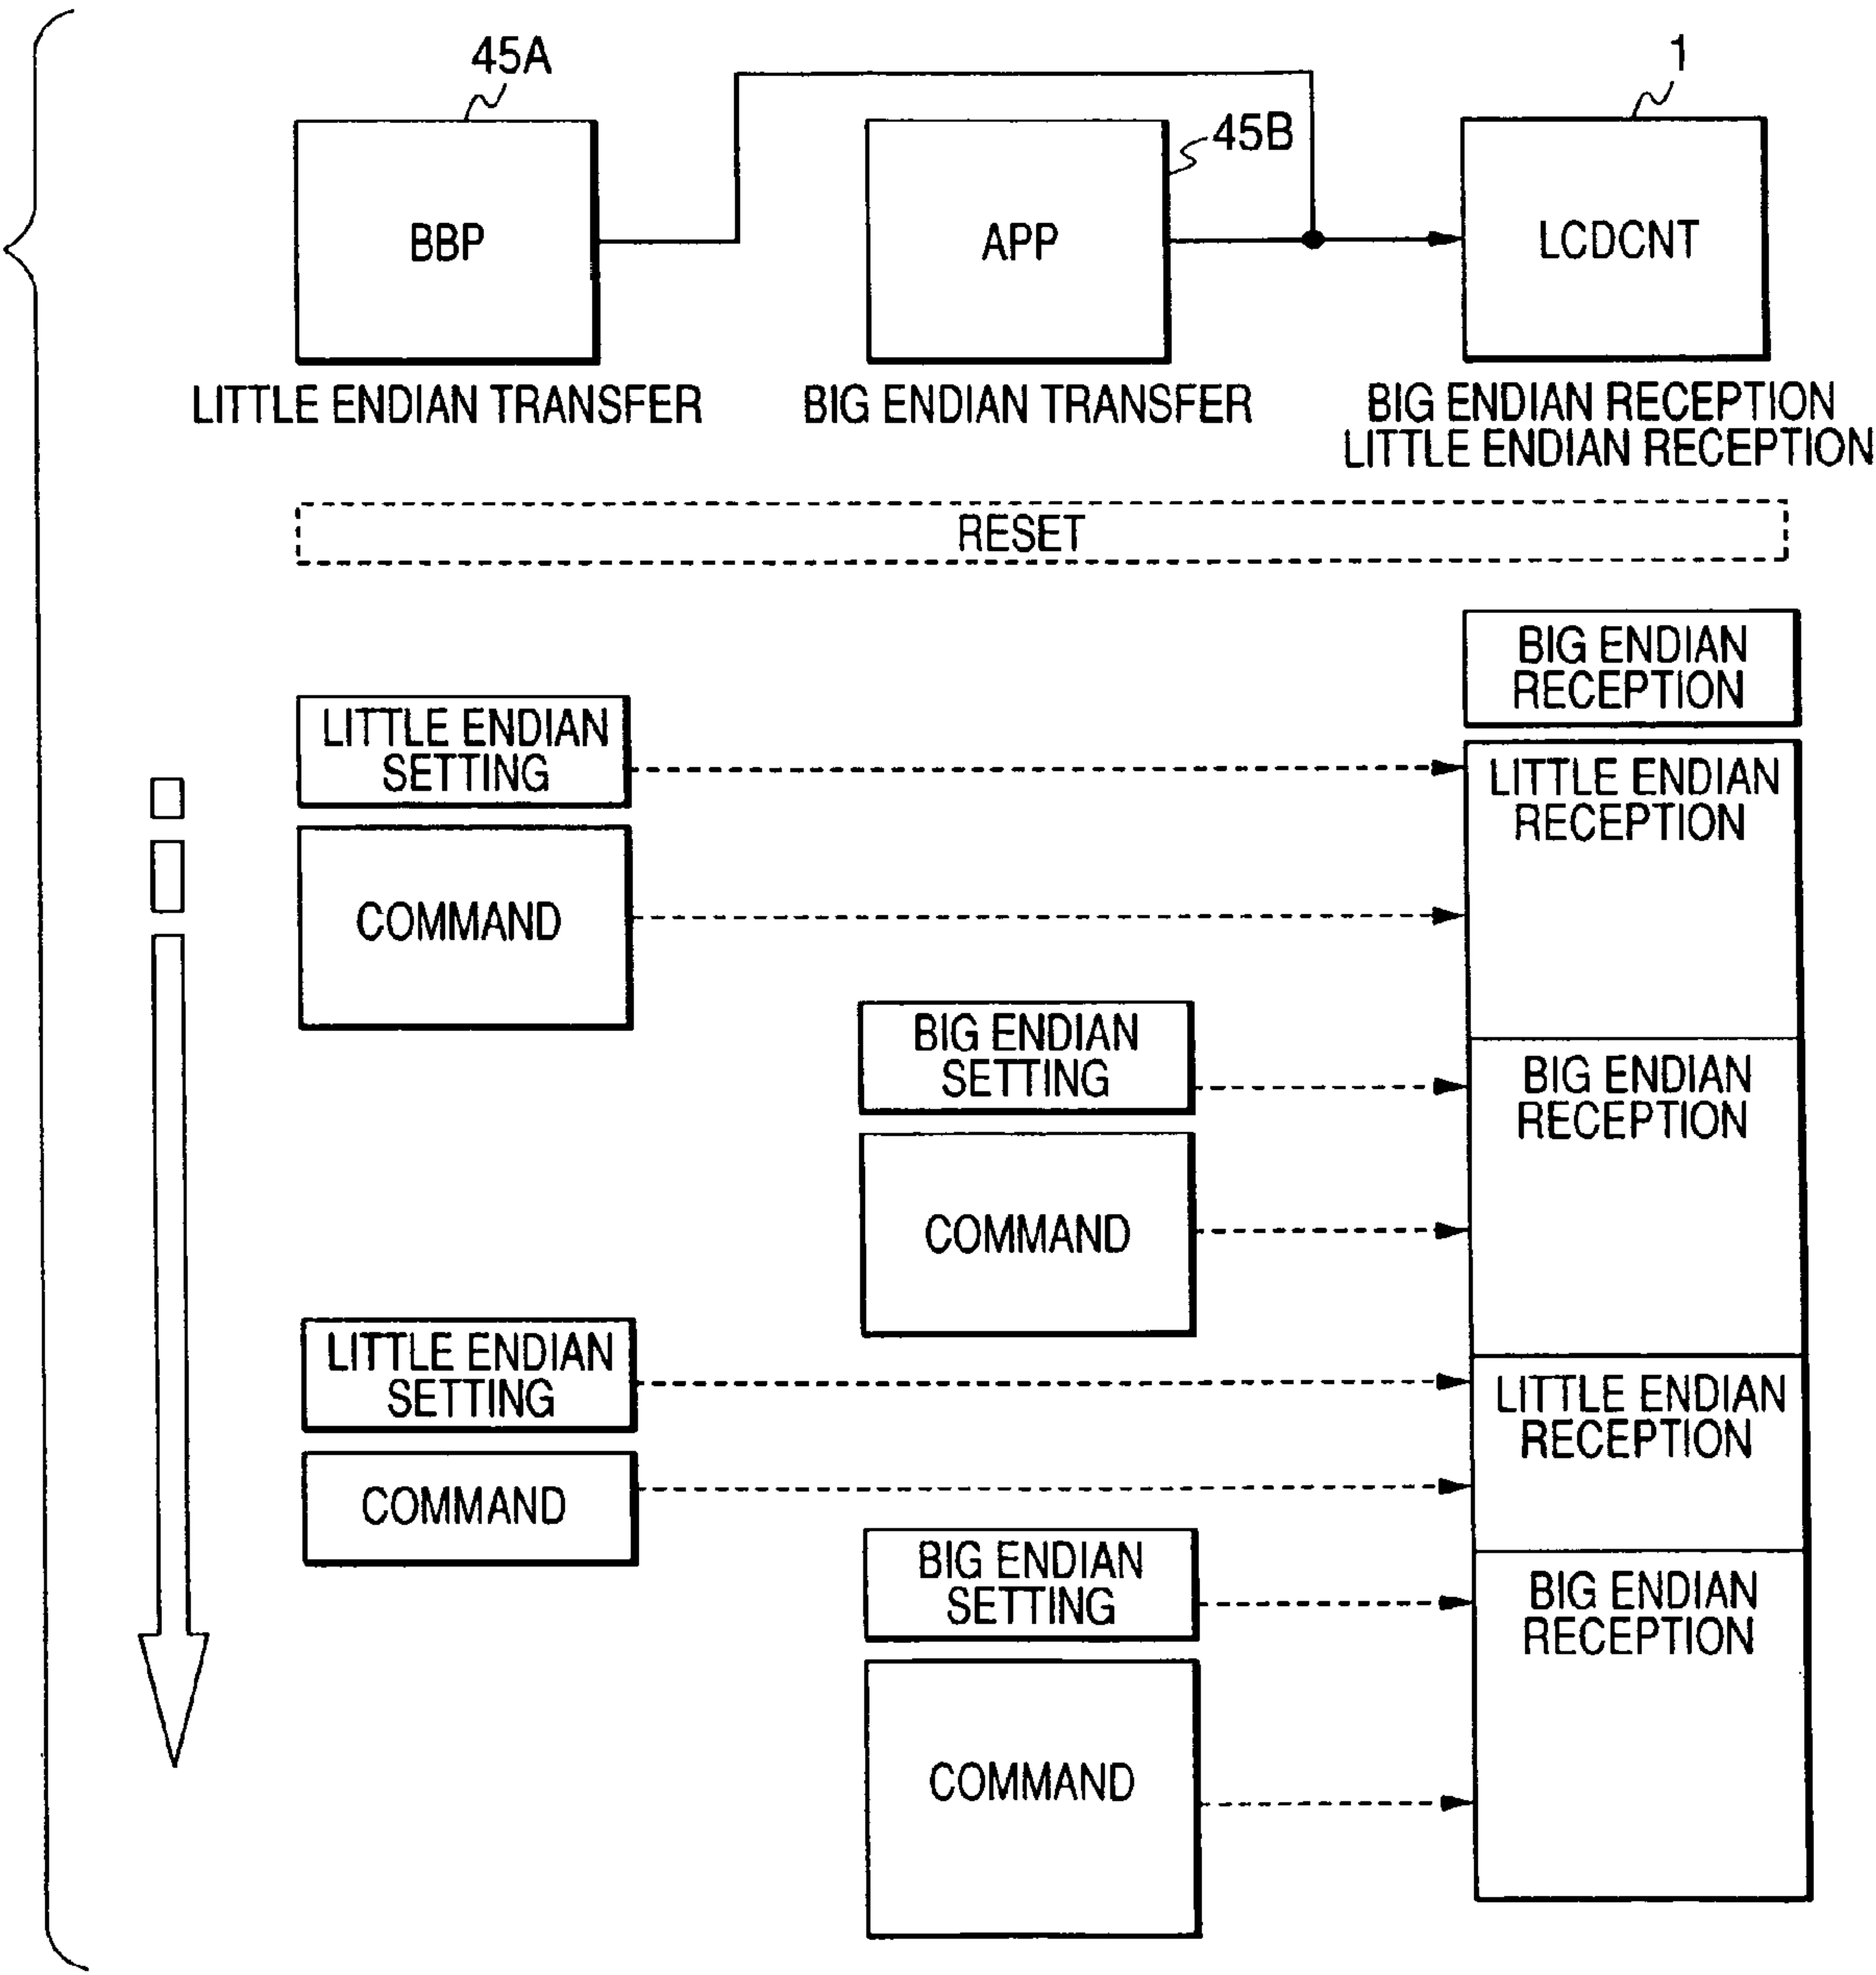 45A
1
45B
BBP
APP
LCDCNT
LITTLE ENDIAN TRANSFER
BIG ENDIAN TRANSFER
BIG ENDIAN RECEPTION
LITTLE ENDIAN RECEPTION
RESET
BIG ENDIAN
RECEPTION
LITTLE ENDIAN
SETTING
LITTLE ENDIAN
RECEPTION
COMMAND
BIG ENDIAN
SETTING
BIG ENDIAN
RECEPTION
COMMAND
LITTLE ENDIAN
SETTING
LITTLE ENDIAN
RECEPTION
COMMAND
BIG ENDIAN
SETTING
BIG ENDIAN
RECEPTION
COMMAND